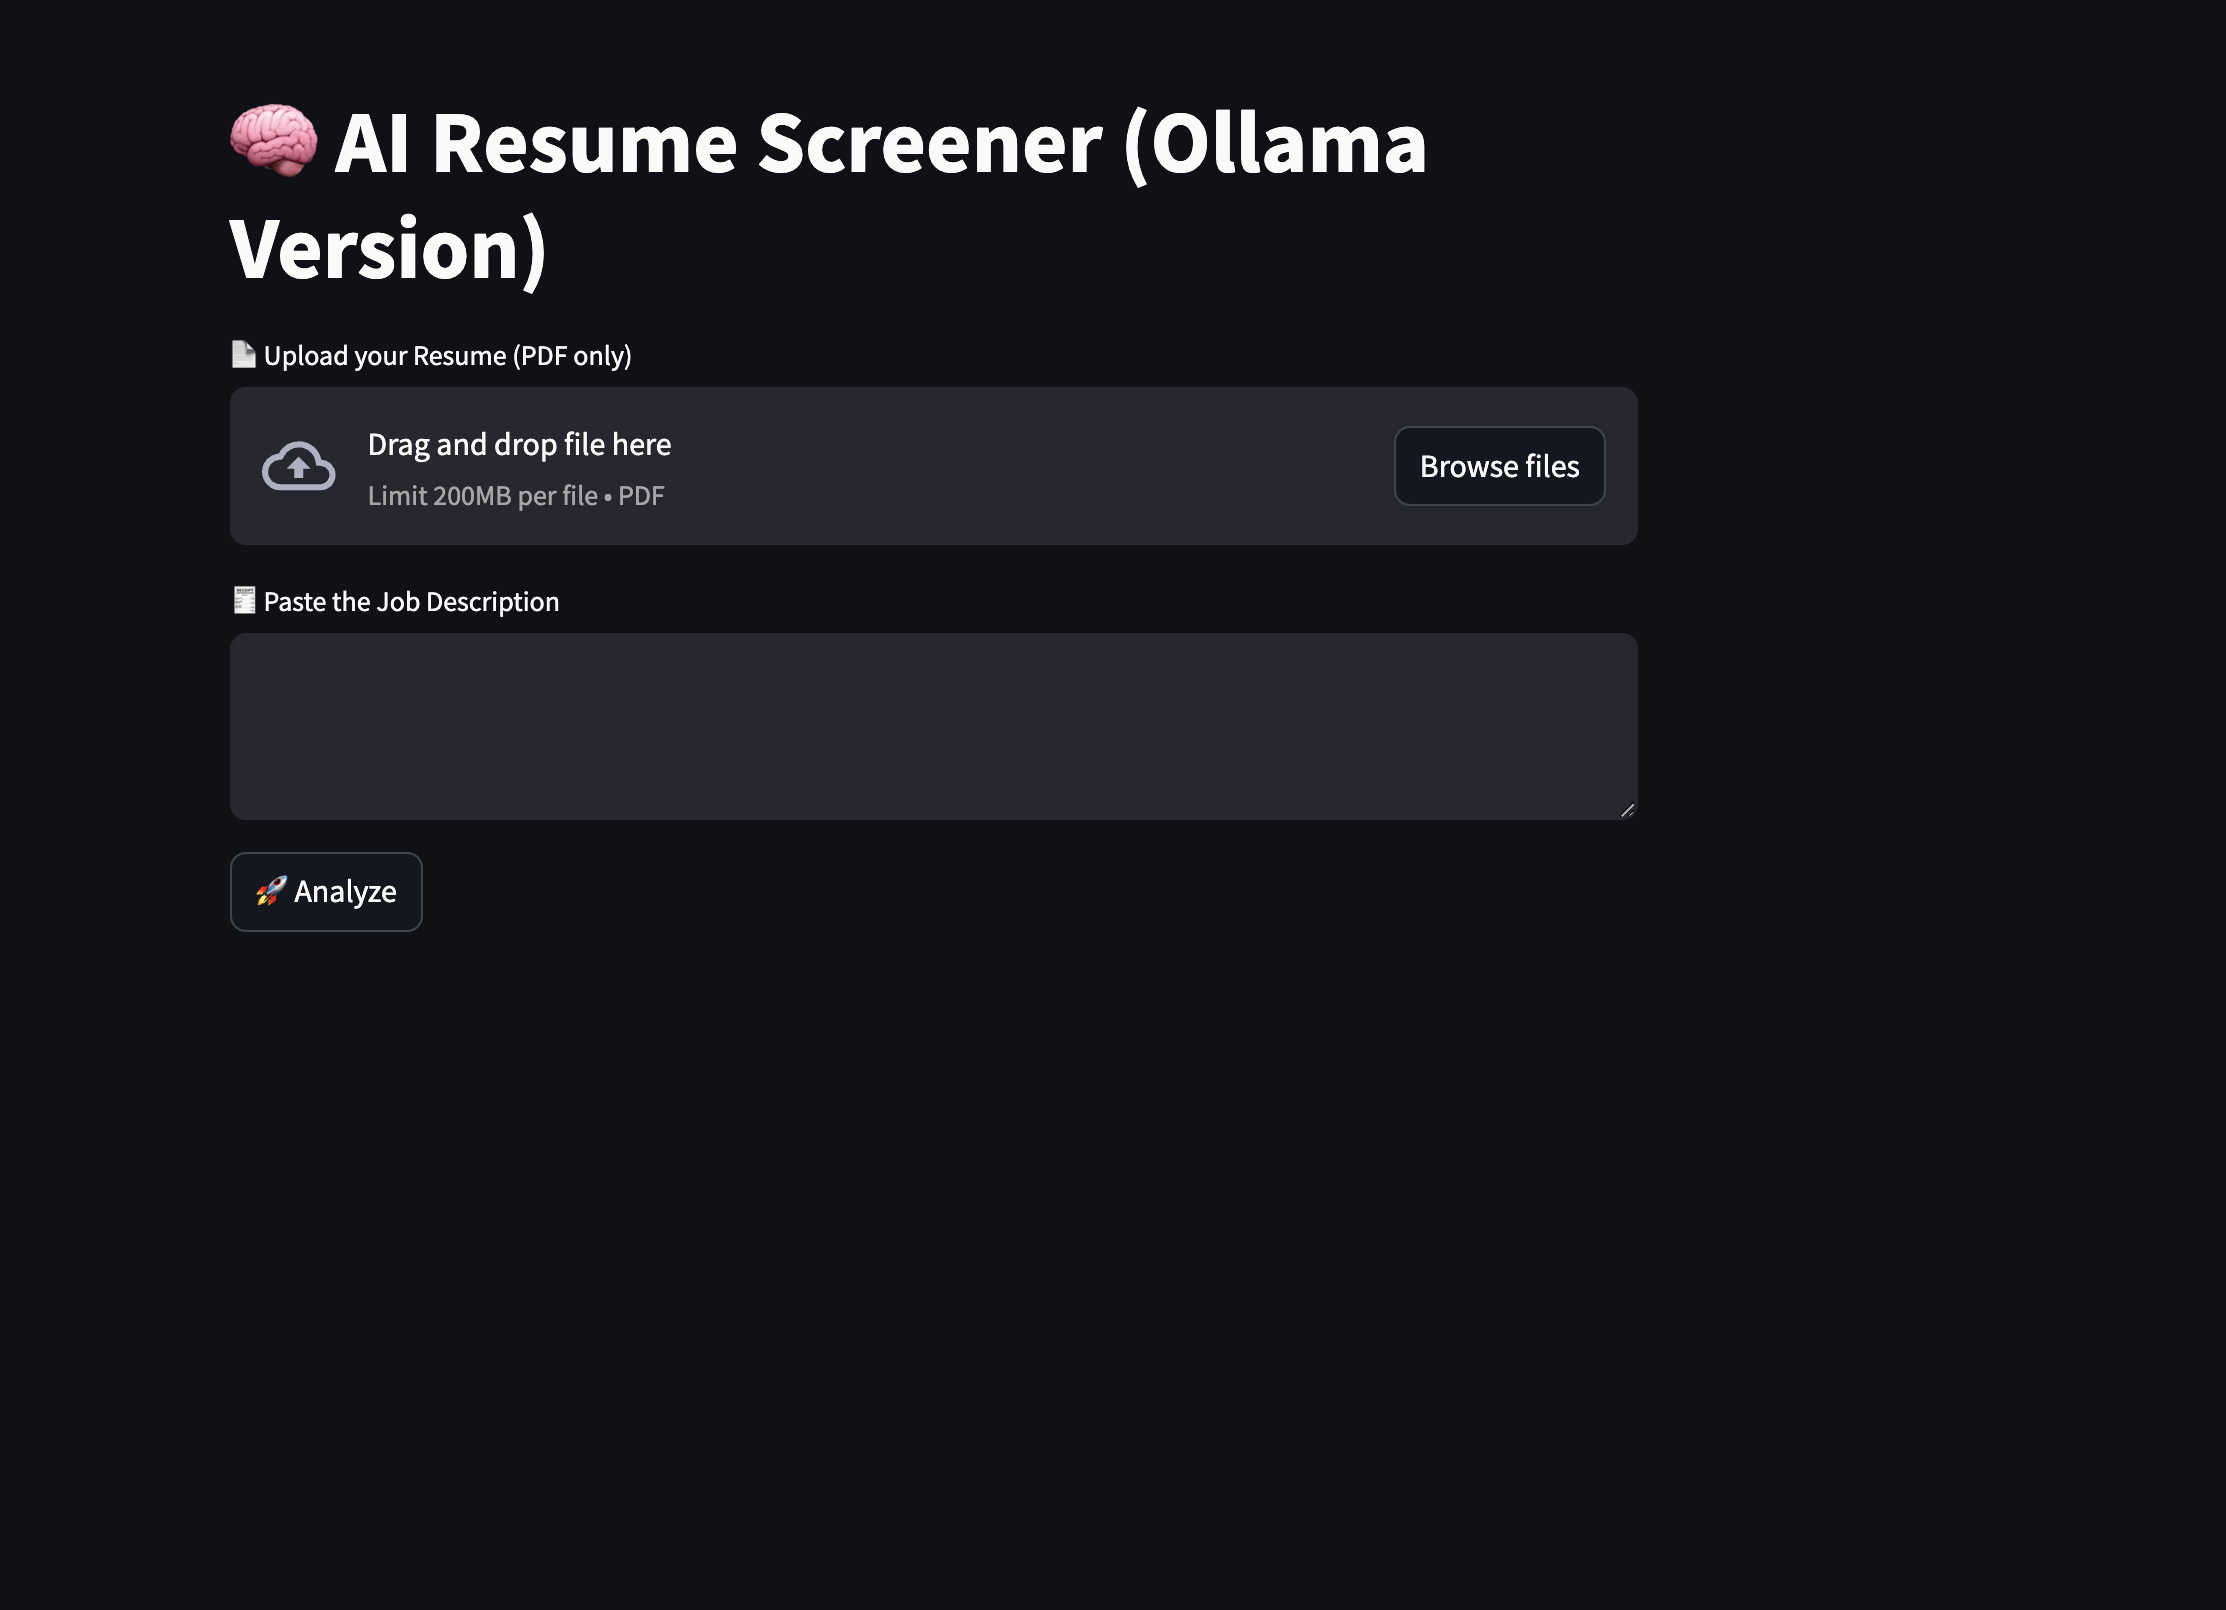 🧠 AI Resume Screener (Ollama
Version)
📄 Upload your Resume (PDF only)
Drag and drop file here
Limit 200MB per file • PDF
Browse files
🧾 Paste the Job Description
🚀 Analyze